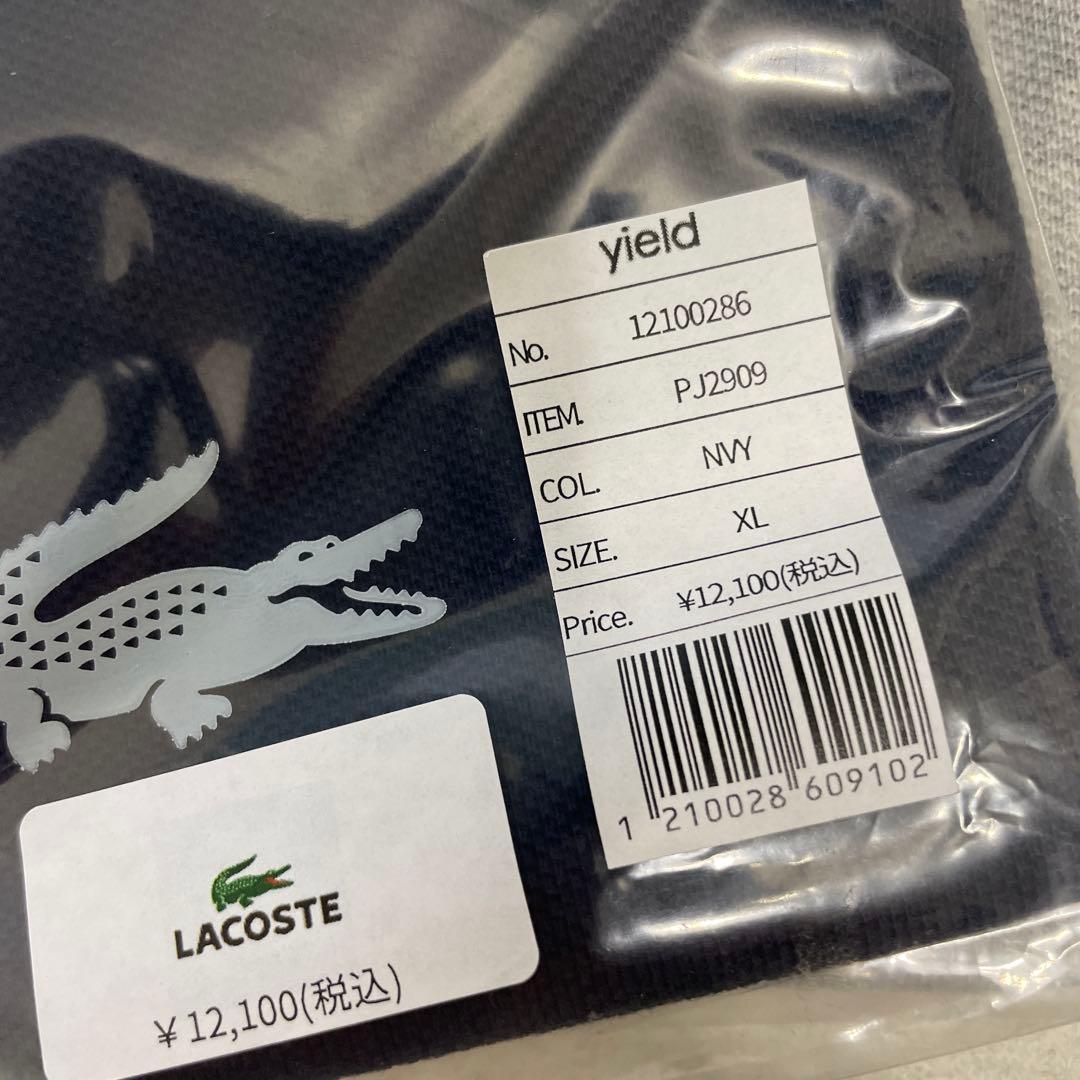 yield
No. 12100286
ITEM. PJ2909
COL. NVY
SIZE. XL
Price. ¥12,100(税込)
1 210028 609102
LACOSTE
¥12,100(税込)